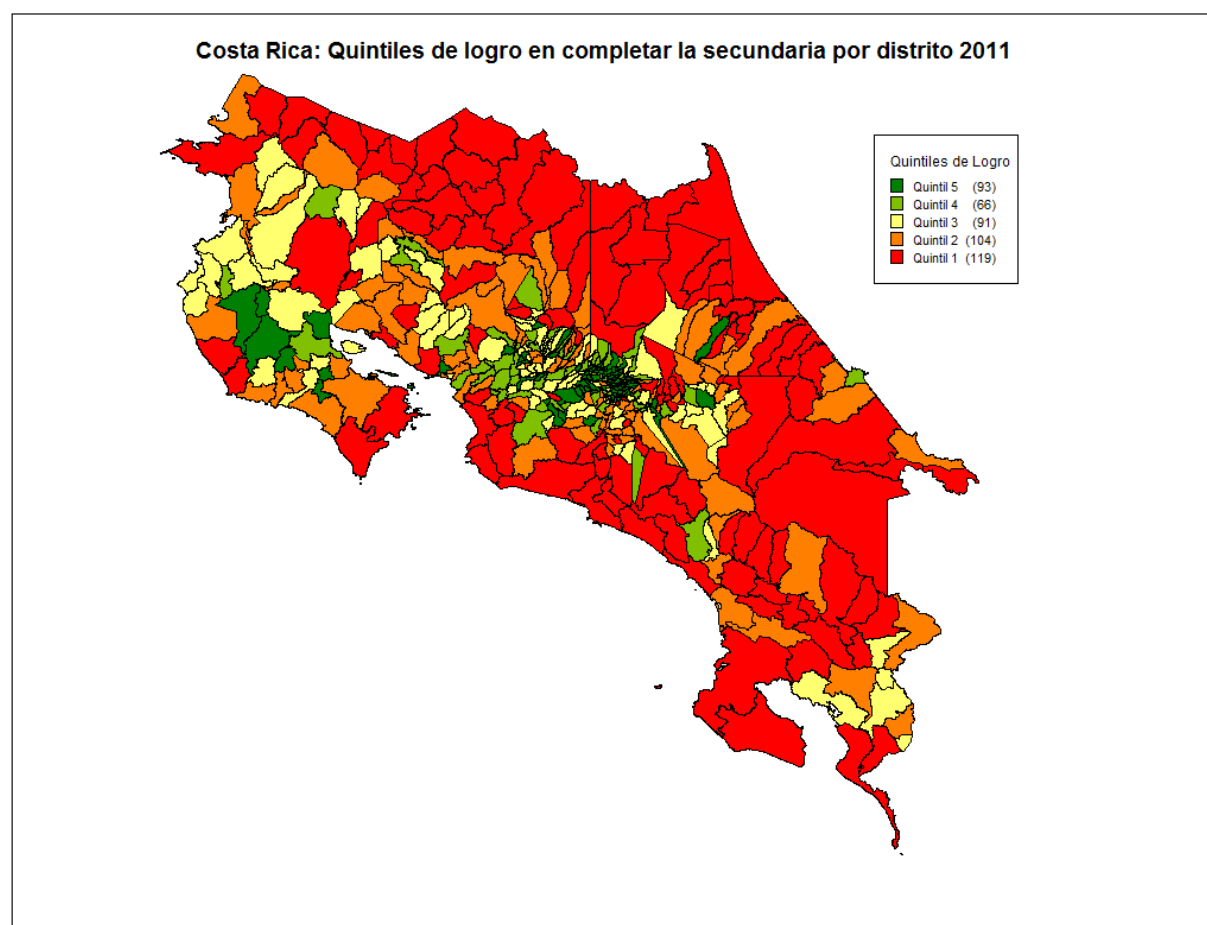 Costa Rica: Quintiles de logro en completar la secundaria por distrito 2011
Quintiles de Logro
Quintil 5 (93)
Quintil 4 (66)
Quintil 3 (91)
Quintil 2 (104)
Quintil 1 (119)